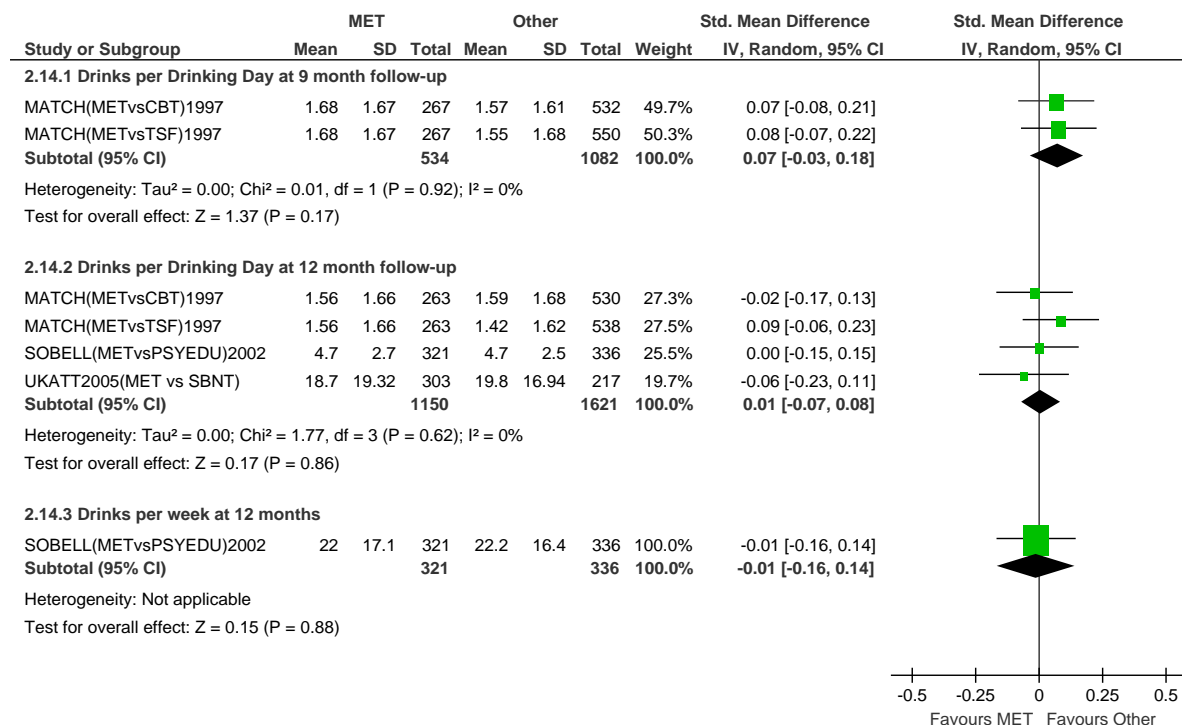 MET Other Std. Mean Difference Std. Mean Difference
Study or Subgroup Mean SD Total Mean SD Total Weight IV, Random, 95% CI IV, Random, 95% CI
2.14.1 Drinks per Drinking Day at 9 month follow-up
MATCH(METvsCBT)1997 1.68 1.67 267 1.57 1.61 532 49.7% 0.07 [-0.08, 0.21]
MATCH(METvsTSF)1997 1.68 1.67 267 1.55 1.68 550 50.3% 0.08 [-0.07, 0.22]
Subtotal (95% CI) 534 1082 100.0% 0.07 [-0.03, 0.18]
Heterogeneity: Tau² = 0.00; Chi² = 0.01, df = 1 (P = 0.92); I² = 0%
Test for overall effect: Z = 1.37 (P = 0.17)
2.14.2 Drinks per Drinking Day at 12 month follow-up
MATCH(METvsCBT)1997 1.56 1.66 263 1.59 1.68 530 27.3% -0.02 [-0.17, 0.13]
MATCH(METvsTSF)1997 1.56 1.66 263 1.42 1.62 538 27.5% 0.09 [-0.06, 0.23]
SOBELL(METvsPSYEDU)2002 4.7 2.7 321 4.7 2.5 336 25.5% 0.00 [-0.15, 0.15]
UKATT2005(MET vs SBNT) 18.7 19.32 303 19.8 16.94 217 19.7% -0.06 [-0.23, 0.11]
Subtotal (95% CI) 1150 1621 100.0% 0.01 [-0.07, 0.08]
Heterogeneity: Tau² = 0.00; Chi² = 1.77, df = 3 (P = 0.62); I² = 0%
Test for overall effect: Z = 0.17 (P = 0.86)
2.14.3 Drinks per week at 12 months
SOBELL(METvsPSYEDU)2002 22 17.1 321 22.2 16.4 336 100.0% -0.01 [-0.16, 0.14]
Subtotal (95% CI) 321 336 100.0% -0.01 [-0.16, 0.14]
Heterogeneity: Not applicable
Test for overall effect: Z = 0.15 (P = 0.88)
-0.5 -0.25 0 0.25 0.5
Favours MET Favours Other